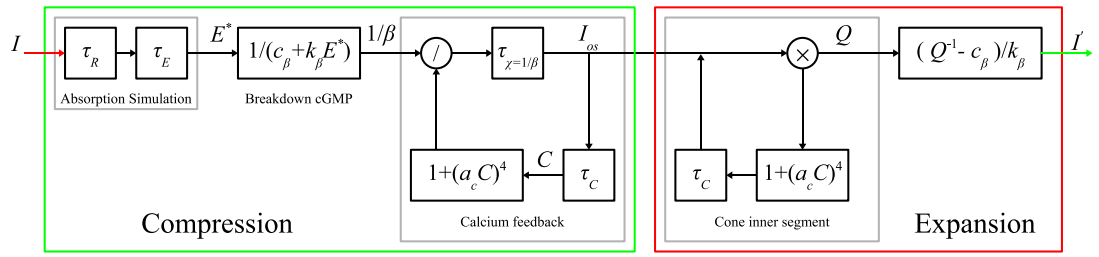 I
τ_R
τ_E
E*
1/(c_β+k_βE*)
1/β
/
τ_χ=1/β
I_os
×
Q
(Q^-1- c_β)/k_β
I'
Absorption Simulation
Breakdown cGMP
1+(a_c C)^4
C
τ_C
τ_C
1+(a_c C)^4
Compression
Calcium feedback
Cone inner segment
Expansion